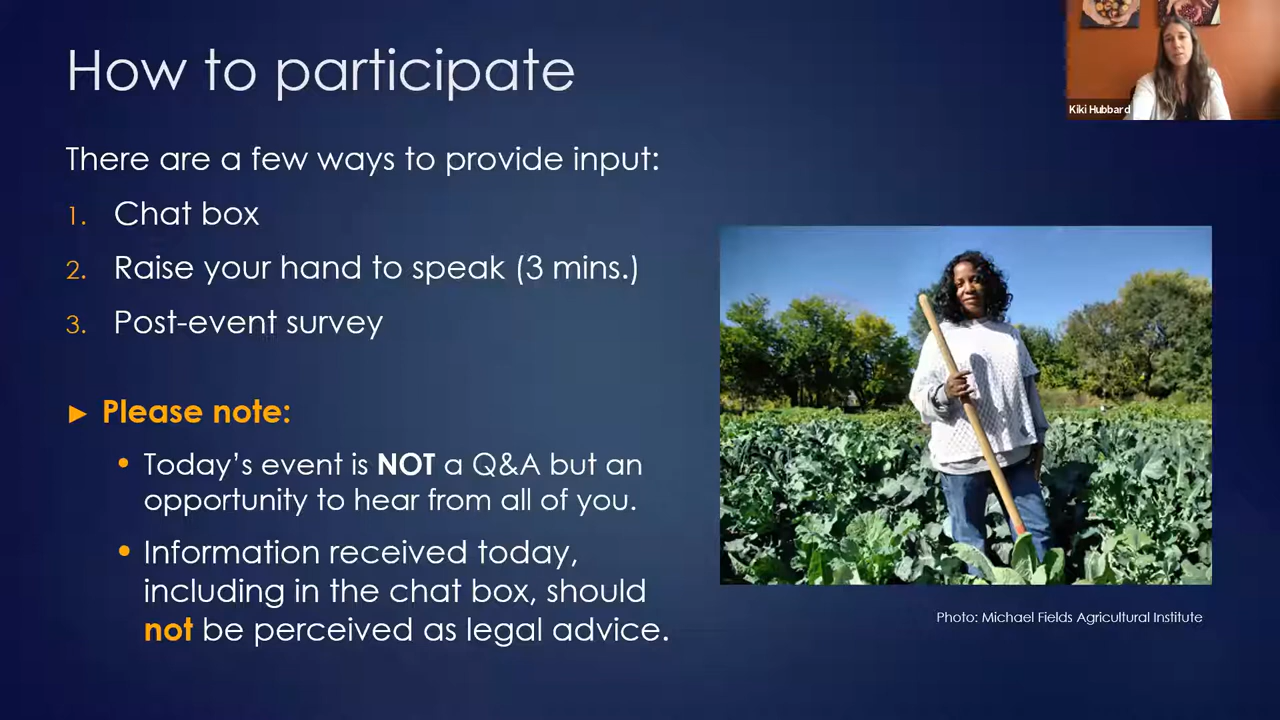 How to participate
Kiki Hubbard
There are a few ways to provide input:
1. Chat box
2. Raise your hand to speak (3 mins.)
3. Post-event survey
► Please note:
• Today’s event is NOT a Q&A but an
opportunity to hear from all of you.
• Information received today,
including in the chat box, should
not be perceived as legal advice.
Photo: Michael Fields Agricultural Institute